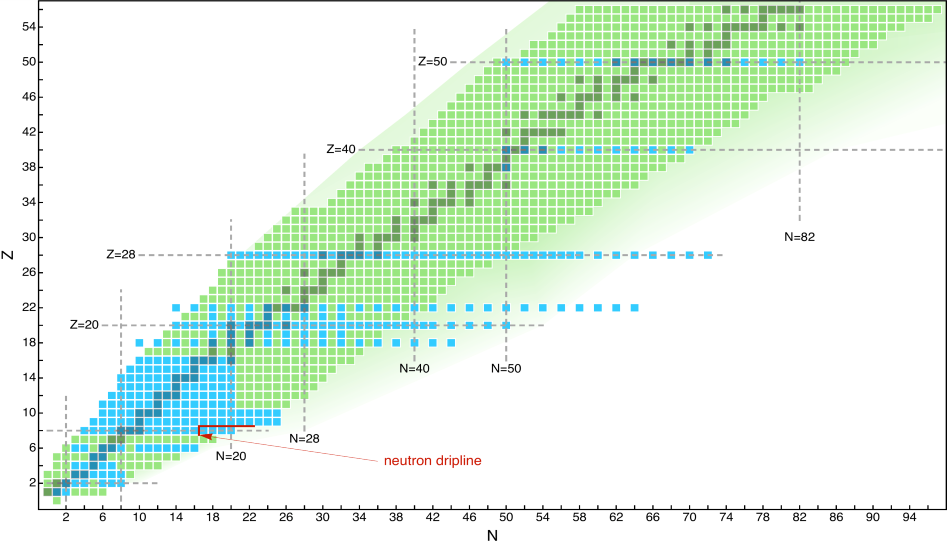 54
50
46
42
38
34
30
26
22
18
14
10
6
2
Z
Z=50
Z=40
Z=28
Z=20
N=82
N=40
N=50
N=28
N=20
neutron dripline
2 6 10 14 18 22 26 30 34 38 42 46 50 54 58 62 66 70 74 78 82 86 90 94
N